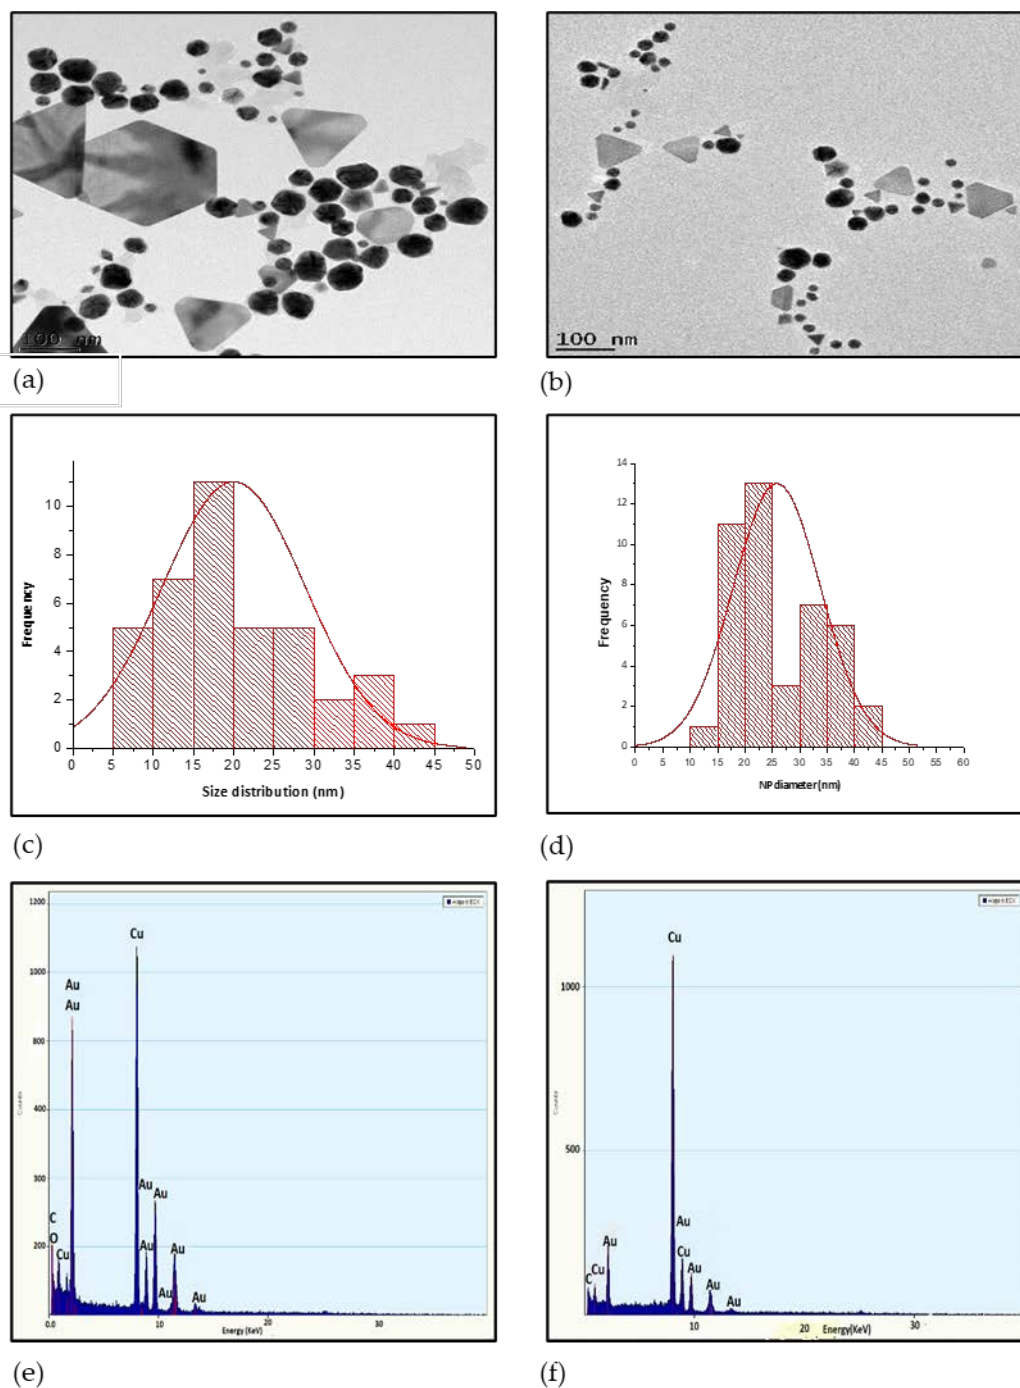 100 nm
100 nm
(a)
(b)
Frequency
10
8
6
4
2
0
0 5 10 15 20 25 30 35 40 45 50
Size distribution (nm)
Frequency
14
12
10
8
6
4
2
0
0 5 10 15 20 25 30 35 40 45 50 55 60
NP diameter(nm)
(c)
(d)
1200
1000
800
400
300
200
Counts
Cu
Au
Au
Au
Au
C
O
Cu
Au
Au
Au
Au
0.0 10 20 30
Energy (KeV)
1000
500
Cu
Au
Cu
Au
Au
C
Cu
Au
Au
10 20 30
Energy(KeV)
(e)
(f)